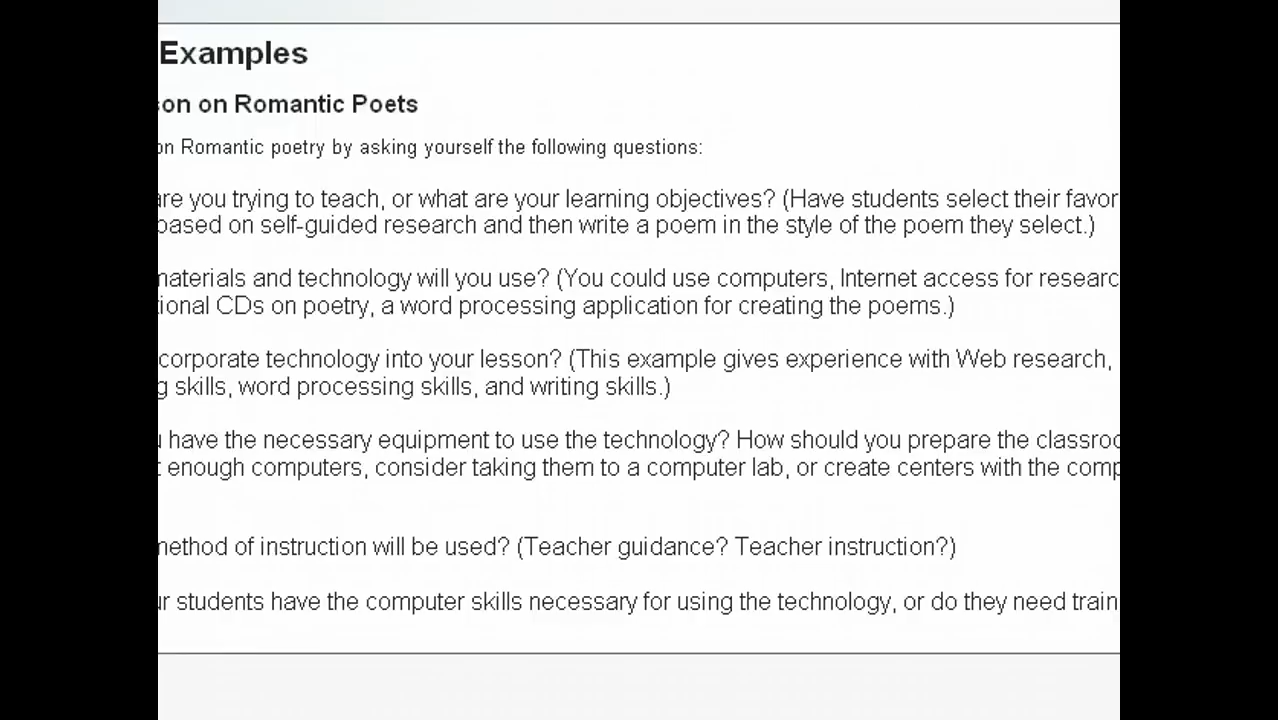 Examples
on Romantic Poets
on Romantic poetry by asking yourself the following questions:
are you trying to teach, or what are your learning objectives? (Have students select their favor
based on self-guided research and then write a poem in the style of the poem they select.)
materials and technology will you use? (You could use computers, Internet access for researc
tional CDs on poetry, a word processing application for creating the poems.)
corporate technology into your lesson? (This example gives experience with Web research,
g skills, word processing skills, and writing skills.)
have the necessary equipment to use the technology? How should you prepare the classroo
enough computers, consider taking them to a computer lab, or create centers with the comp
method of instruction will be used? (Teacher guidance? Teacher instruction?)
ur students have the computer skills necessary for using the technology, or do they need train